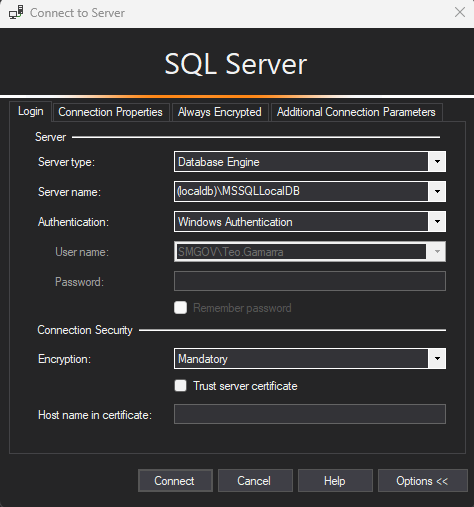 Connect to Server
SQL Server
Login Connection Properties Always Encrypted Additional Connection Parameters
Server
Server type: Database Engine
Server name: (localdb)\MSSQLLocalDB
Authentication: Windows Authentication
User name: SMGOV\Teo.Gamarra
Password:
Remember password
Connection Security
Encryption: Mandatory
Trust server certificate
Host name in certificate:
Connect Cancel Help Options <<